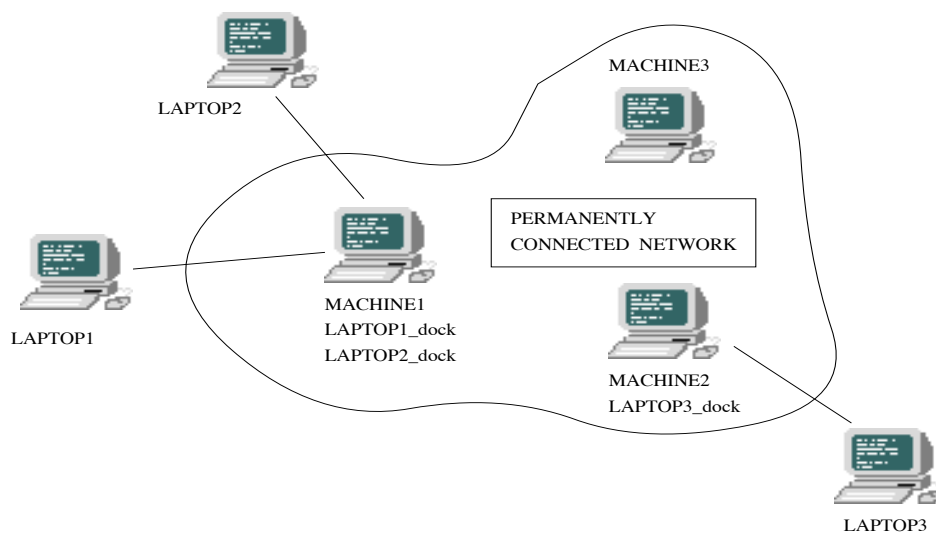 MACHINE3
LAPTOP2
PERMANENTLY
CONNECTED NETWORK
MACHINE1
LAPTOP1_dock
LAPTOP2_dock
LAPTOP1
MACHINE2
LAPTOP3_dock
LAPTOP3